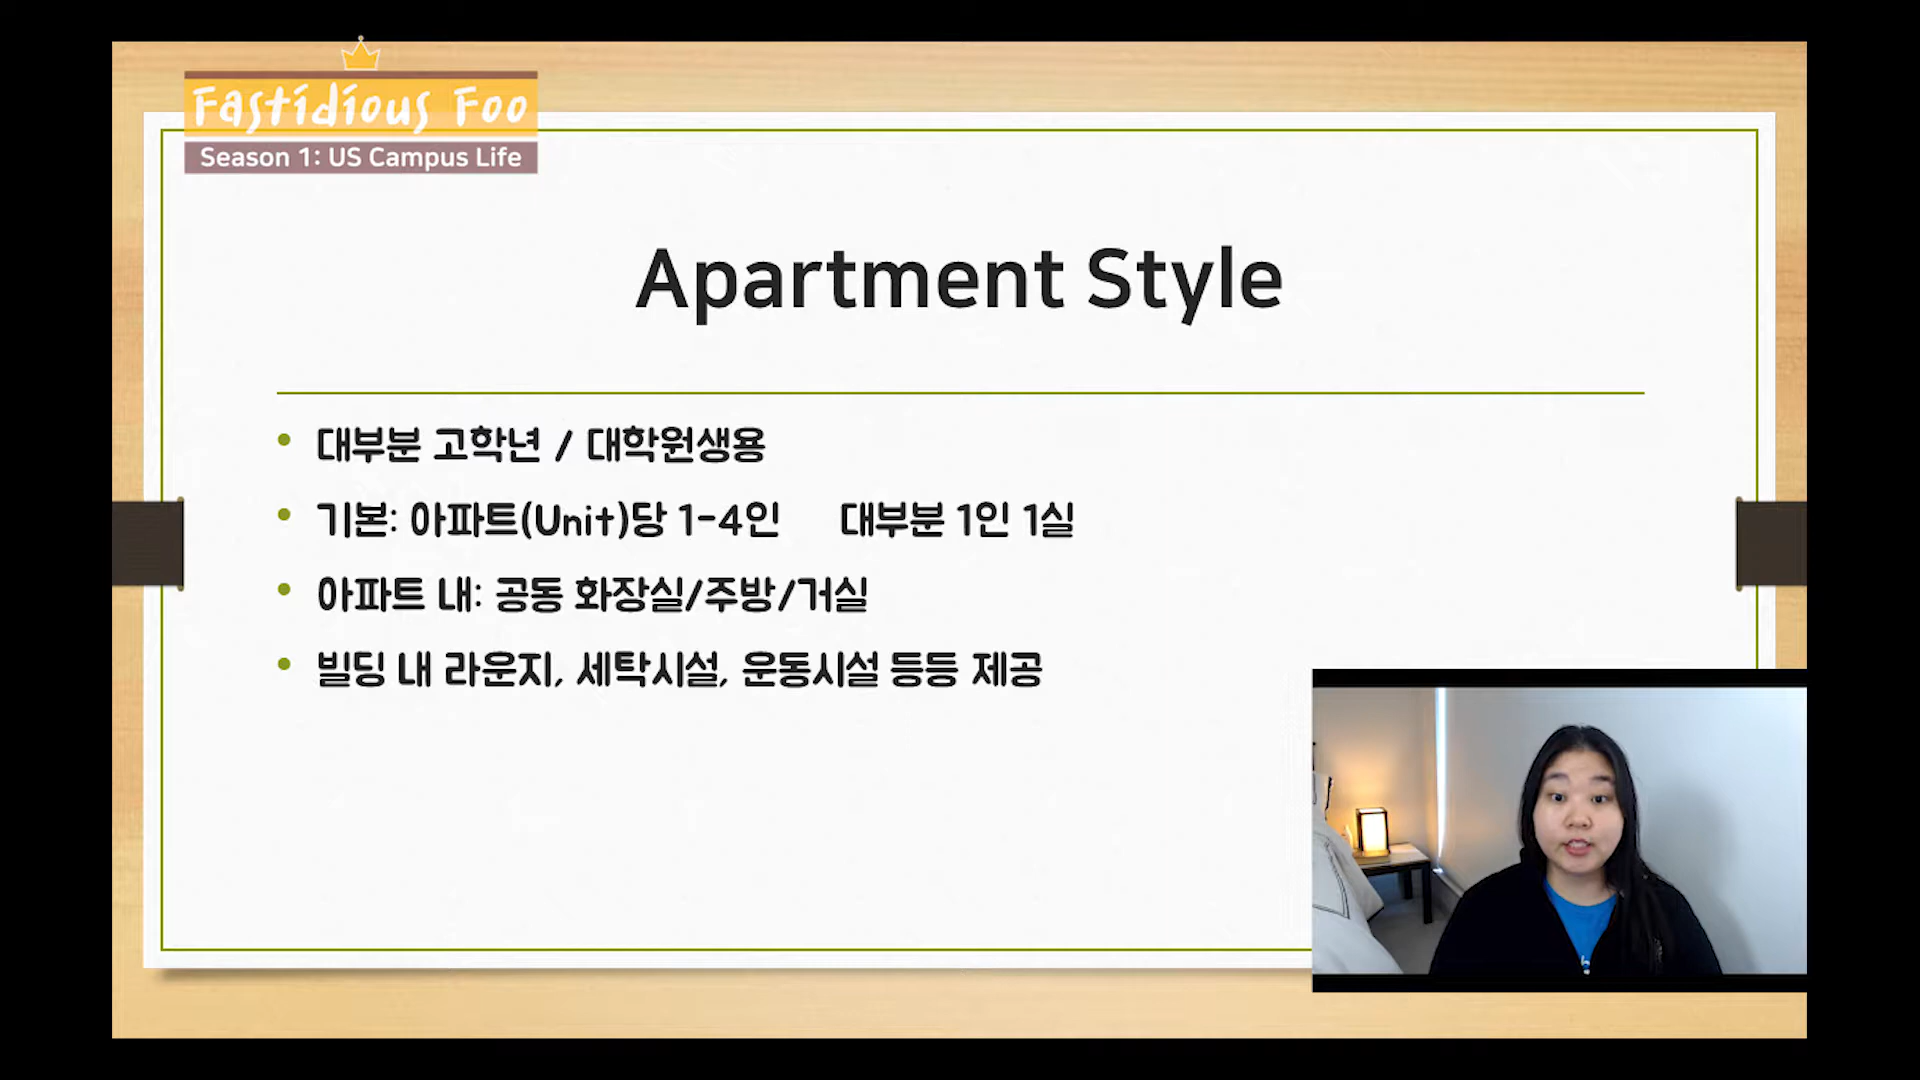 Fastidious Foo
Season 1: US Campus Life
Apartment Style
• 대부분 고학년 / 대학원생용
• 기본: 아파트(Unit)당 1-4인 대부분 1인 1실
• 아파트 내: 공동 화장실/주방/거실
• 빌딩 내 라운지, 세탁시설, 운동시설 등등 제공